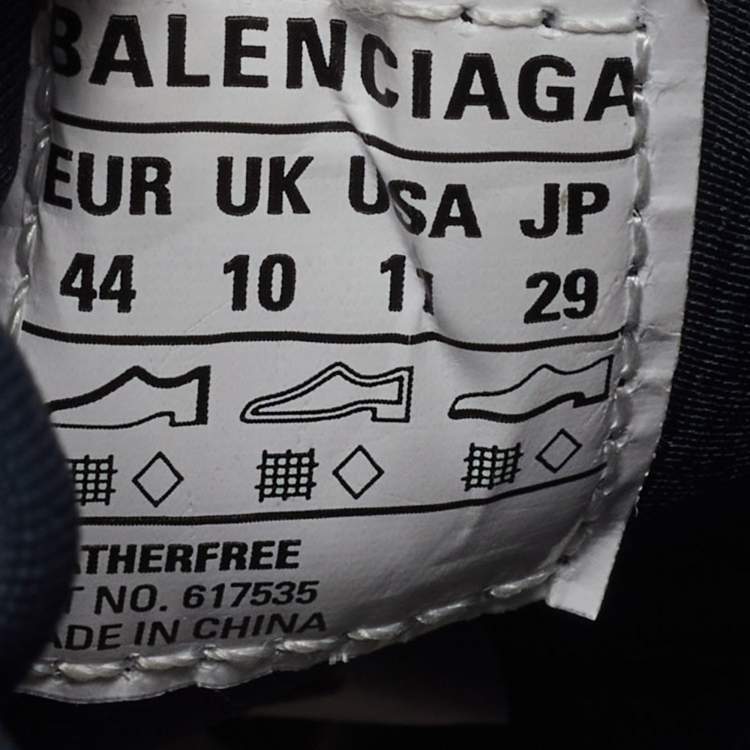 BALENCIAGA
EUR UK USA JP
44 10 11 29
ATHERFREE
T NO. 617535
ADE IN CHINA